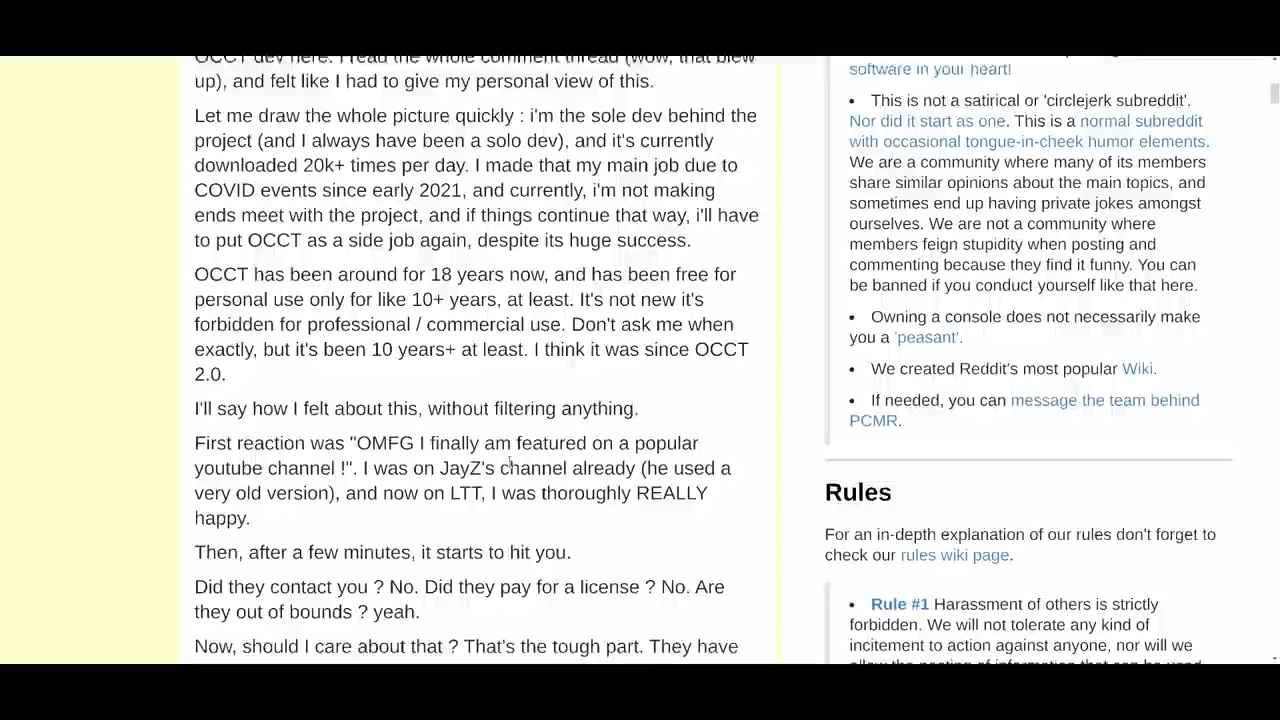 OCCT dev here. I read the whole comment thread (wow, that blew
up), and felt like I had to give my personal view of this.
Let me draw the whole picture quickly : i'm the sole dev behind the
project (and I always have been a solo dev), and it's currently
downloaded 20k+ times per day. I made that my main job due to
COVID events since early 2021, and currently, i'm not making
ends meet with the project, and if things continue that way, i'll have
to put OCCT as a side job again, despite its huge success.
OCCT has been around for 18 years now, and has been free for
personal use only for like 10+ years, at least. It's not new it's
forbidden for professional / commercial use. Don't ask me when
exactly, but it's been 10 years+ at least. I think it was since OCCT
2.0.
I'll say how I felt about this, without filtering anything.
First reaction was "OMFG I finally am featured on a popular
youtube channel !". I was on JayZ's channel already (he used a
very old version), and now on LTT, I was thoroughly REALLY
happy.
Then, after a few minutes, it starts to hit you.
Did they contact you ? No. Did they pay for a license ? No. Are
they out of bounds ? yeah.
Now, should I care about that ? That's the tough part. They have
software in your heart!
• This is not a satirical or 'circlejerk subreddit'.
Nor did it start as one. This is a normal subreddit
with occasional tongue-in-cheek humor elements.
We are a community where many of its members
share similar opinions about the main topics, and
sometimes end up having private jokes amongst
ourselves. We are not a community where
members feign stupidity when posting and
commenting because they find it funny. You can
be banned if you conduct yourself like that here.
• Owning a console does not necessarily make
you a 'peasant'.
• We created Reddit's most popular Wiki.
• If needed, you can message the team behind
PCMR.
Rules
For an in-depth explanation of our rules don't forget to
check our rules wiki page.
• Rule #1 Harassment of others is strictly
forbidden. We will not tolerate any kind of
incitement to action against anyone, nor will we
allow the posting of information that can be used